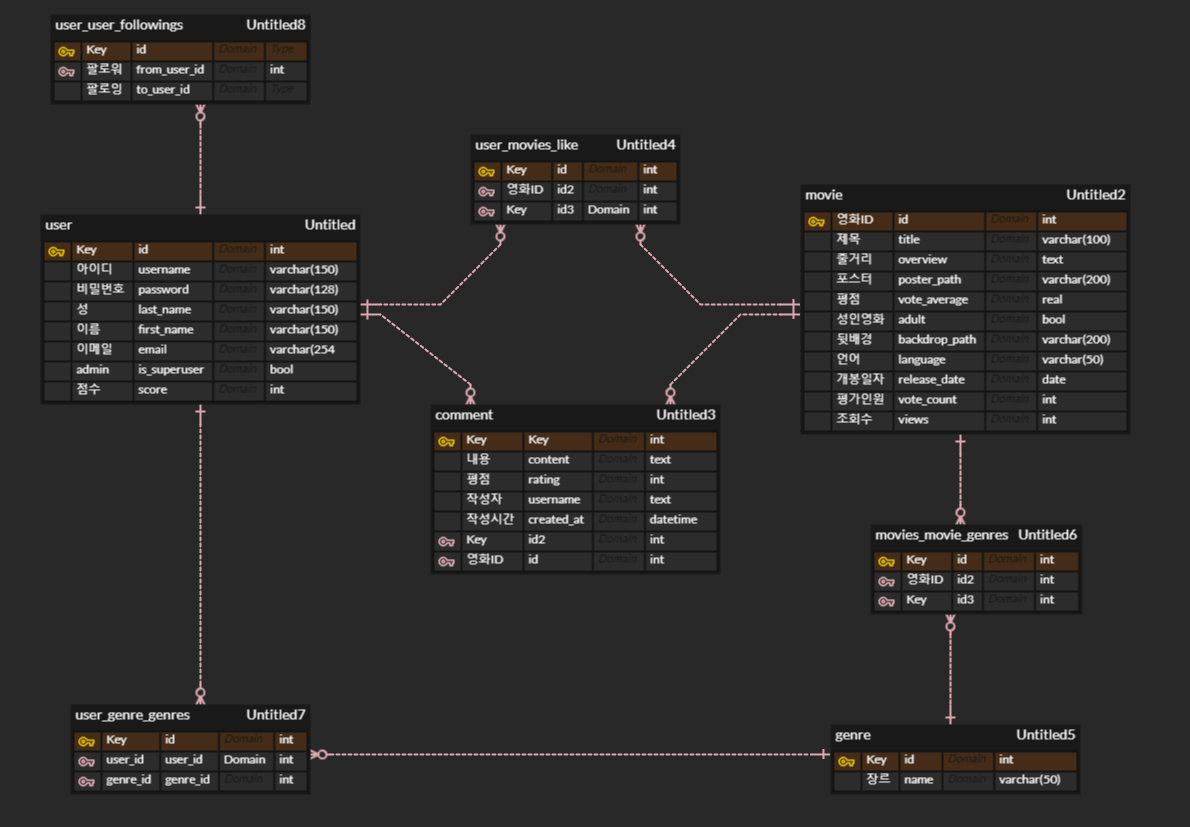 user_user_followings Untitled8
Key id Domain Type
팔로워 from_user_id Domain int
팔로잉 to_user_id Domain Type
user_movies_like Untitled4
Key id Domain int
영화ID id2 Domain int
Key id3 Domain int
movie Untitled2
영화ID id Domain int
제목 title Domain varchar(100)
줄거리 overview Domain text
포스터 poster_path Domain varchar(200)
평점 vote_average Domain real
성인영화 adult Domain bool
뒷배경 backdrop_path Domain varchar(200)
언어 language Domain varchar(50)
개봉일자 release_date Domain date
평가인원 vote_count Domain int
조회수 views Domain int
user Untitled
Key id Domain int
아이디 username Domain varchar(150)
비밀번호 password Domain varchar(128)
성 last_name Domain varchar(150)
이름 first_name Domain varchar(150)
이메일 email Domain varchar(254
admin is_superuser Domain bool
점수 score Domain int
comment Untitled3
Key Key Domain int
내용 content Domain text
평점 rating Domain int
작성자 username Domain text
작성시간 created_at Domain datetime
Key id2 Domain int
영화ID id Domain int
movies_movie_genres Untitled6
Key id Domain int
영화ID id2 Domain int
Key id3 Domain int
user_genre_genres Untitled7
Key id Domain int
user_id user_id Domain int
genre_id genre_id Domain int
genre Untitled5
Key id Domain int
장르 name Domain varchar(50)